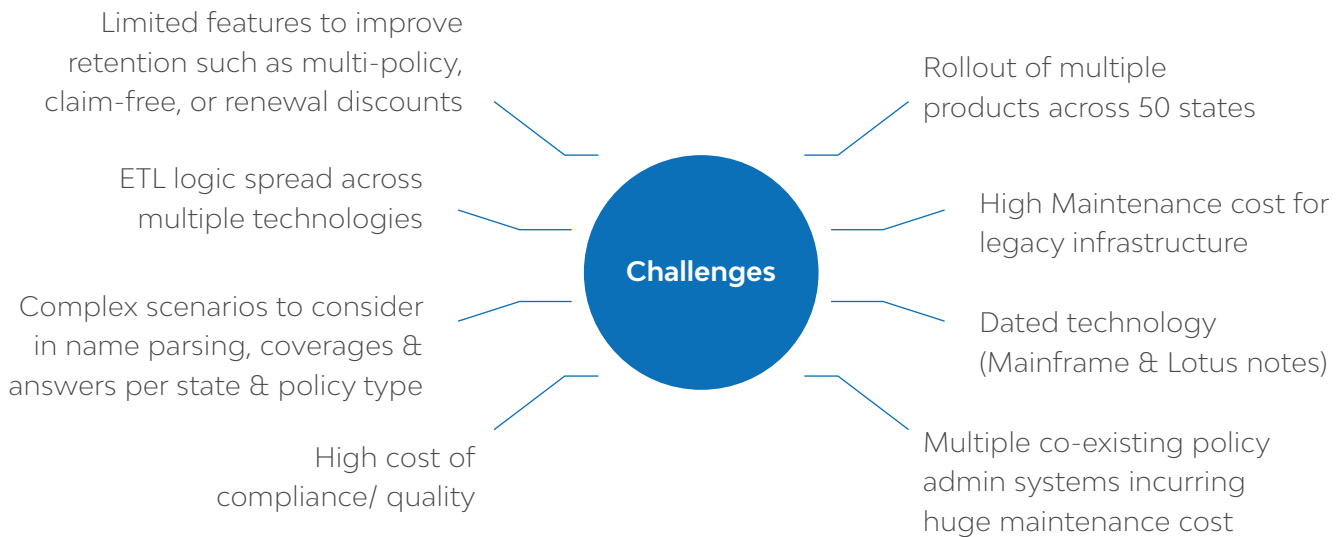 Limited features to improve
retention such as multi-policy,
claim-free, or renewal discounts
ETL logic spread across
multiple technologies
Complex scenarios to consider
in name parsing, coverages &
answers per state & policy type
High cost of
compliance/ quality
Challenges
Rollout of multiple
products across 50 states
High Maintenance cost for
legacy infrastructure
Dated technology
(Mainframe & Lotus notes)
Multiple co-existing policy
admin systems incurring
huge maintenance cost